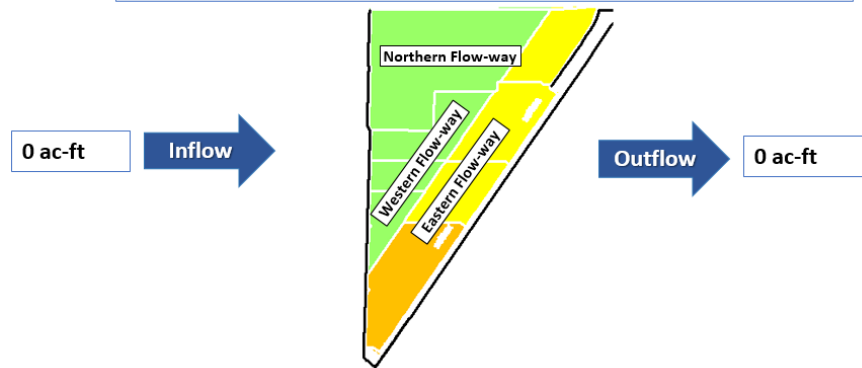 Northern Flow-way
0 ac-ft
Inflow
Western Flow-way
Eastern Flow-way
Outflow
0 ac-ft